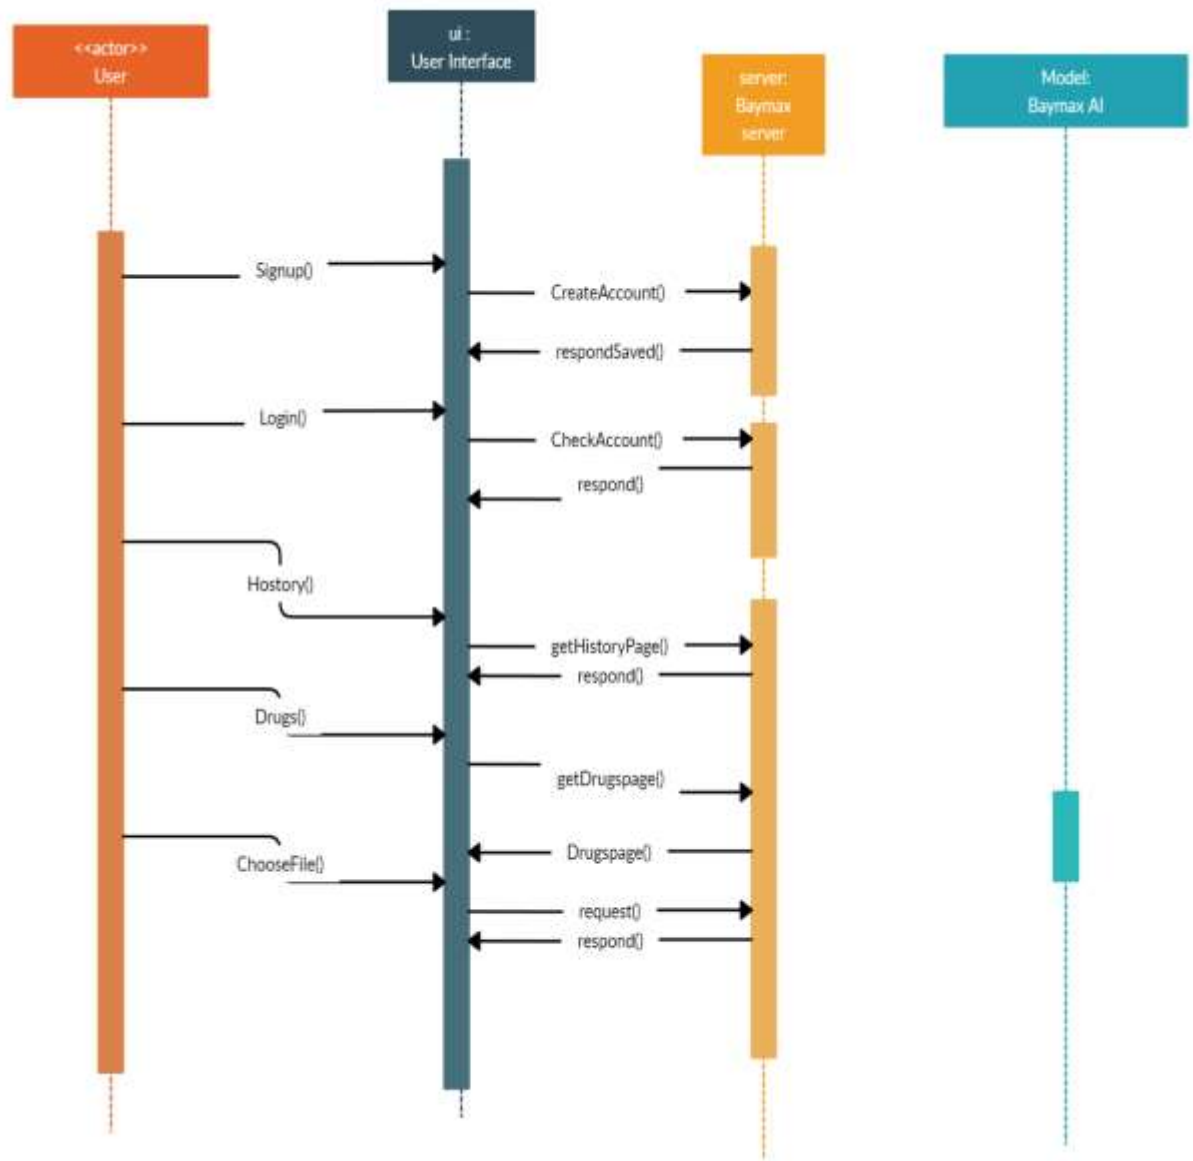 <<actor>>
User
ui :
User Interface
server:
Baymax
server
Model:
Baymax AI
Signup()
CreateAccount()
respondSaved()
Login()
CheckAccount()
respond()
Hostory()
getHistoryPage()
respond()
Drugs()
getDrugspage()
Drugspage()
ChooseFile()
request()
respond()